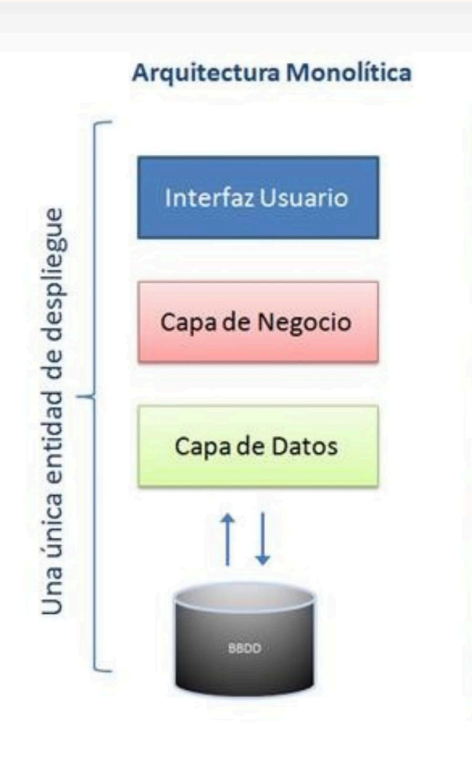 Arquitectura Monolítica
Una única entidad de despliegue
Interfaz Usuario
Capa de Negocio
Capa de Datos
BBDD